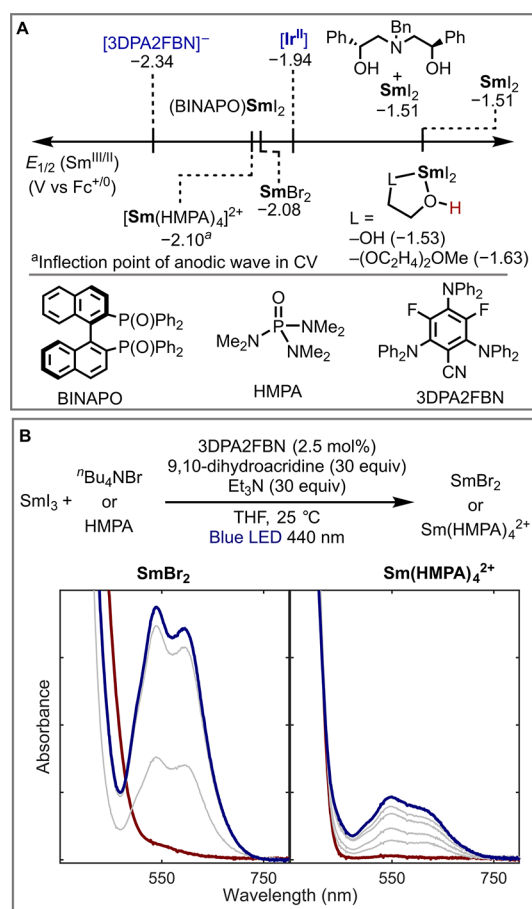 A
[3DPA2FBN]⁻
−2.34
[Ir^II]
−1.94
Ph
Bn
N
Ph
OH
OH
+
SmI₂
−1.51
SmI₂
−1.51
(BINAPO)SmI₂
E₁/₂ (Sm^III/II)
(V vs Fc⁺/⁰)
SmBr₂
−2.08
[Sm(HMPA)₄]²⁺
−2.10ᵃ
L
SmI₂
O
H
L =
–OH (−1.53)
–(OC₂H₄)₂OMe (−1.63)
ᵃInflection point of anodic wave in CV
P(O)Ph₂
P(O)Ph₂
BINAPO
O
P
Me₂N
NMe₂
NMe₂
HMPA
NPh₂
F
F
Ph₂N
NPh₂
CN
3DPA2FBN
B
SmI₃ +
ⁿBu₄NBr
or
HMPA
3DPA2FBN (2.5 mol%)
9,10-dihydroacridine (30 equiv)
Et₃N (30 equiv)
THF, 25 °C
Blue LED 440 nm
SmBr₂
or
Sm(HMPA)₄²⁺
SmBr₂
Sm(HMPA)₄²⁺
Absorbance
550
750
550
750
Wavelength (nm)